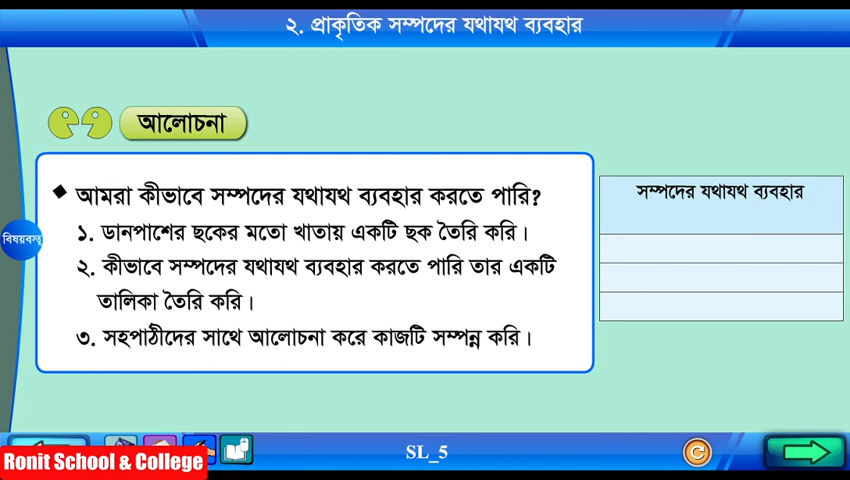 ২. প্রাকৃতিক সম্পদের যথাযথ ব্যবহার
আলোচনা
◆ আমরা কীভাবে সম্পদের যথাযথ ব্যবহার করতে পারি?
১. ডানপাশের ছকের মতো খাতায় একটি ছক তৈরি করি।
২. কীভাবে সম্পদের যথাযথ ব্যবহার করতে পারি তার একটি
তালিকা তৈরি করি।
৩. সহপাঠীদের সাথে আলোচনা করে কাজটি সম্পন্ন করি।
সম্পদের যথাযথ ব্যবহার
বিষয়বস্তু
SL_5
Ronit School & College